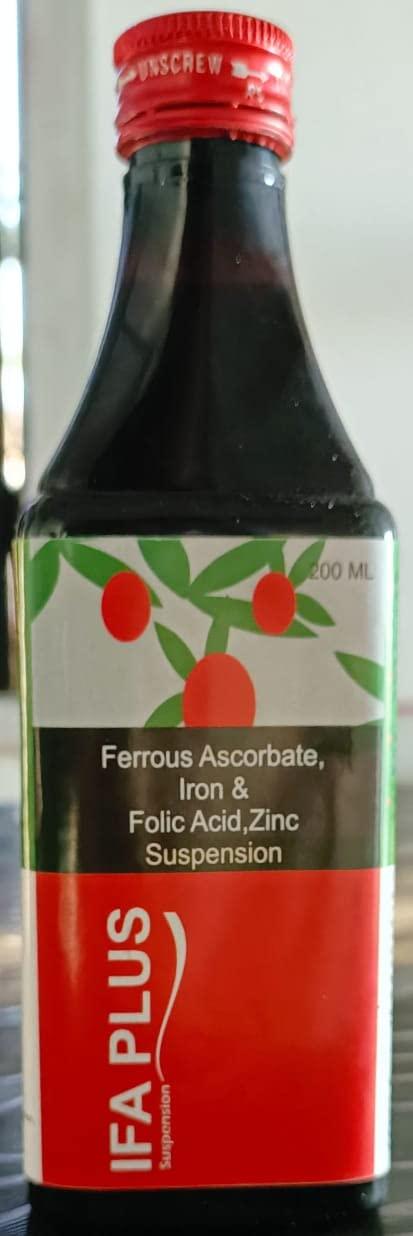 UNSCREW
200 ML
Ferrous Ascorbate,
Iron &
Folic Acid,Zinc
Suspension
IFA PLUS
Suspension